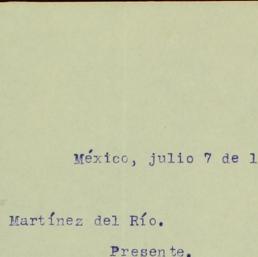 México, julio 7 de 1
Martínez del Río.
Presente.